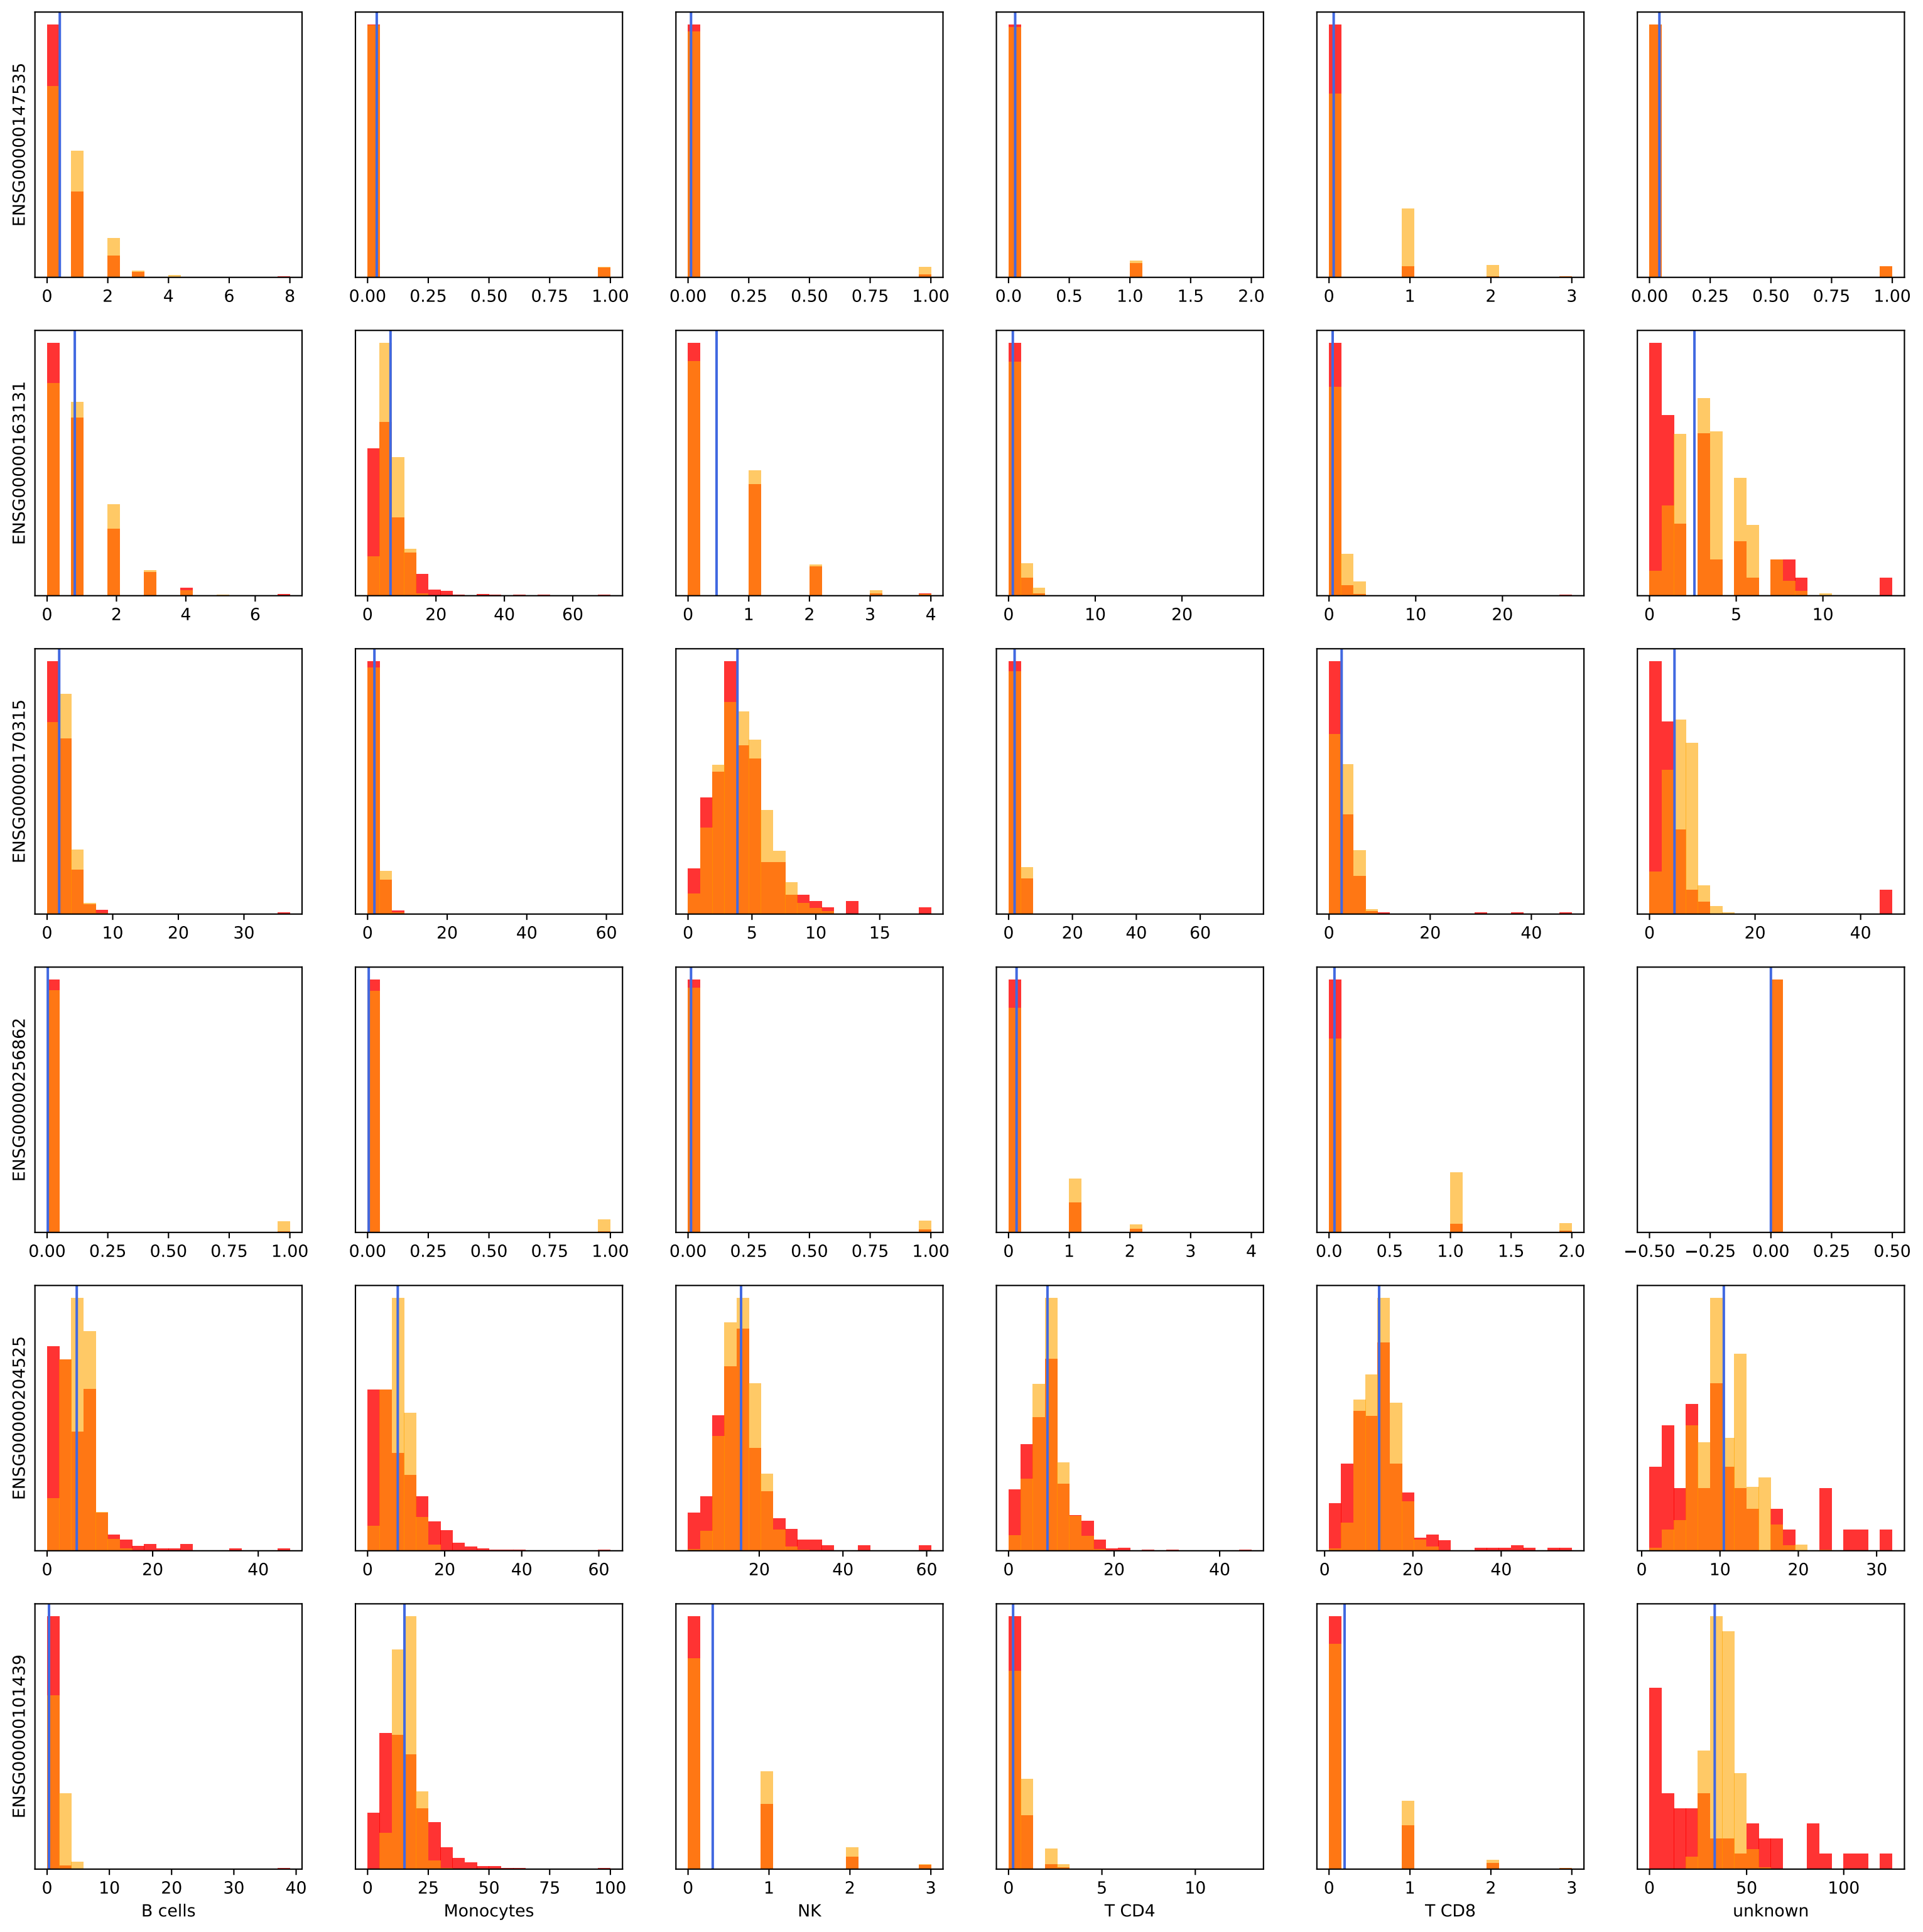 ENSG00000147535
0 2 4 6 8
0.00 0.25 0.50 0.75 1.00
0.00 0.25 0.50 0.75 1.00
0.0 0.5 1.0 1.5 2.0
0 1 2 3
0.00 0.25 0.50 0.75 1.00
ENSG00000163131
0 2 4 6
0 20 40 60
0 1 2 3 4
0 10 20
0 10 20
0 5 10
ENSG00000170315
0 10 20 30
0 20 40 60
0 5 10 15
0 20 40 60
0 20 40
0 20 40
ENSG00000256862
0.00 0.25 0.50 0.75 1.00
0.00 0.25 0.50 0.75 1.00
0.00 0.25 0.50 0.75 1.00
0 1 2 3 4
0.0 0.5 1.0 1.5 2.0
−0.50 −0.25 0.00 0.25 0.50
ENSG00000204525
0 20 40
0 20 40 60
20 40 60
0 20 40
0 20 40
0 10 20 30
ENSG00000101439
0 10 20 30 40
B cells
0 25 50 75 100
Monocytes
0 1 2 3
NK
0 5 10
T CD4
0 1 2 3
T CD8
0 50 100
unknown